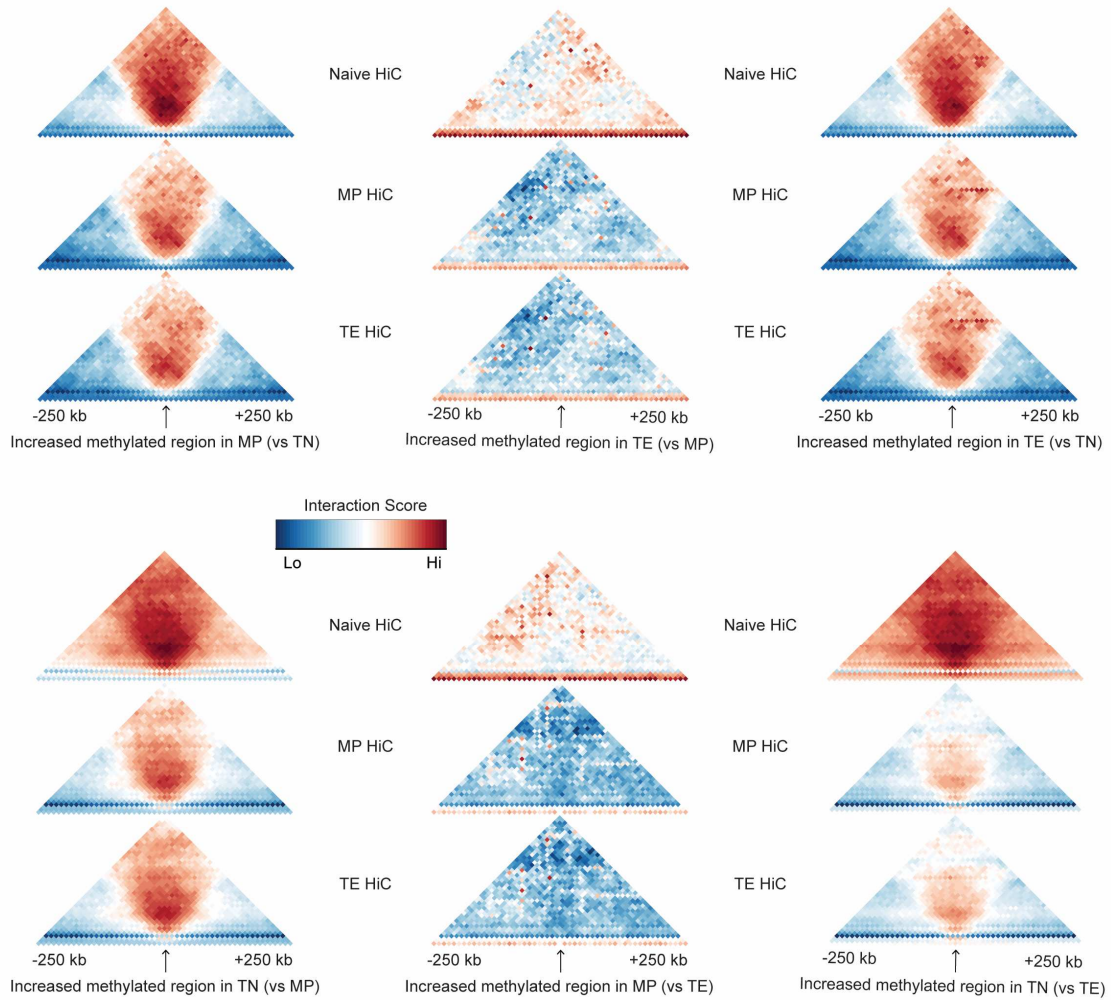 Naive HiC
Naive HiC
MP HiC
MP HiC
TE HiC
TE HiC
-250 kb
+250 kb
-250 kb
+250 kb
-250 kb
+250 kb
Increased methylated region in MP (vs TN)
Increased methylated region in TE (vs MP)
Increased methylated region in TE (vs TN)
Interaction Score
Lo
Hi
Naive HiC
Naive HiC
MP HiC
MP HiC
TE HiC
TE HiC
-250 kb
+250 kb
-250 kb
+250 kb
-250 kb
+250 kb
Increased methylated region in TN (vs MP)
Increased methylated region in MP (vs TE)
Increased methylated region in TN (vs TE)